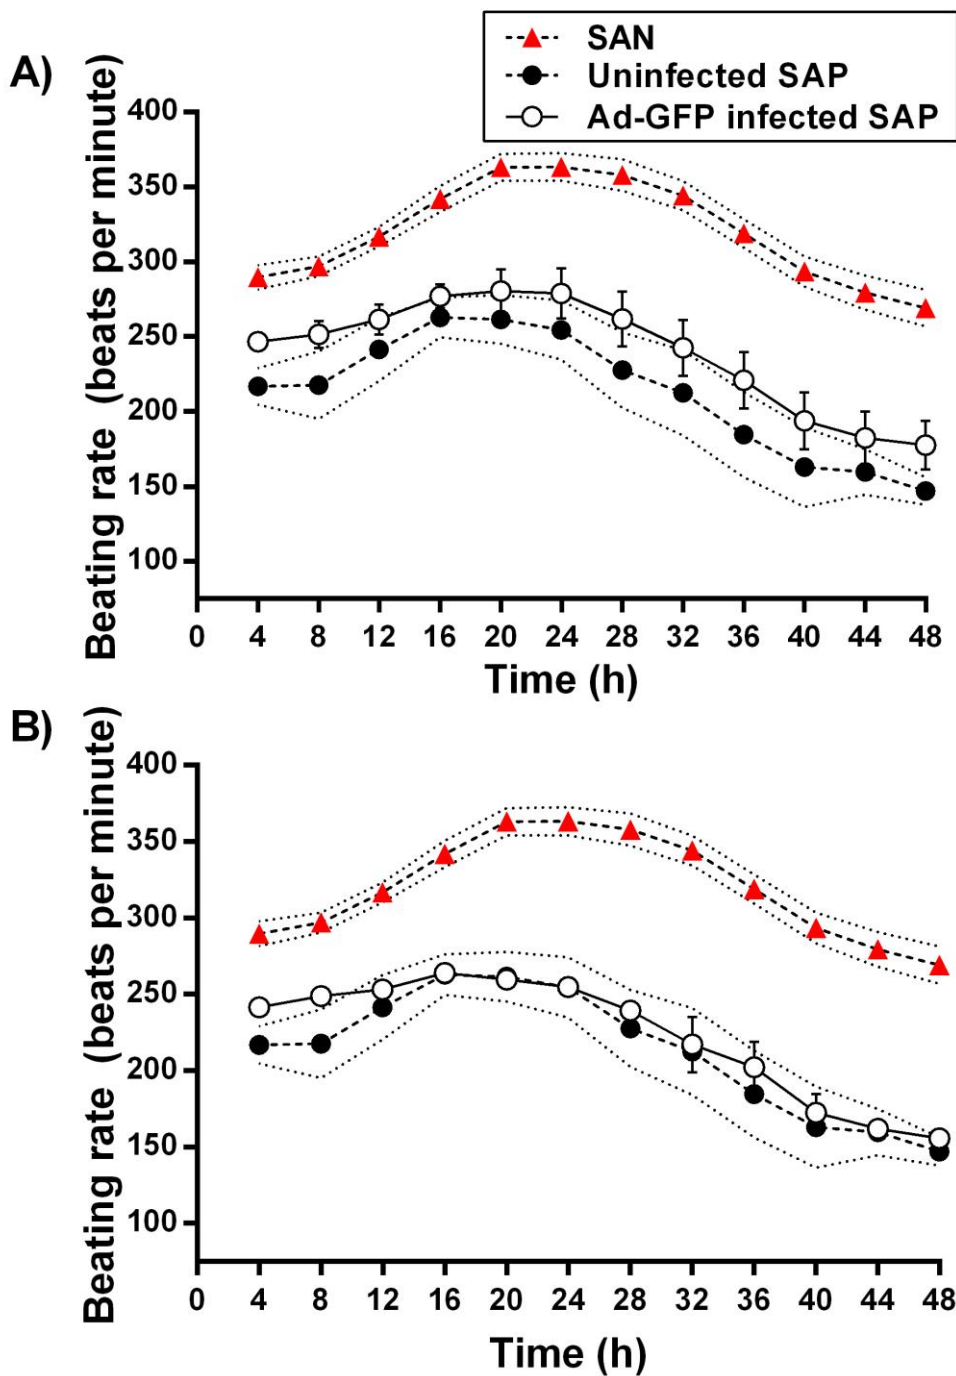 SAN
Uninfected SAP
Ad-GFP infected SAP
A)
Beating rate (beats per minute)
400
350
300
250
200
150
100
0 4 8 12 16 20 24 28 32 36 40 44 48
Time (h)
B)
Beating rate (beats per minute)
400
350
300
250
200
150
100
0 4 8 12 16 20 24 28 32 36 40 44 48
Time (h)